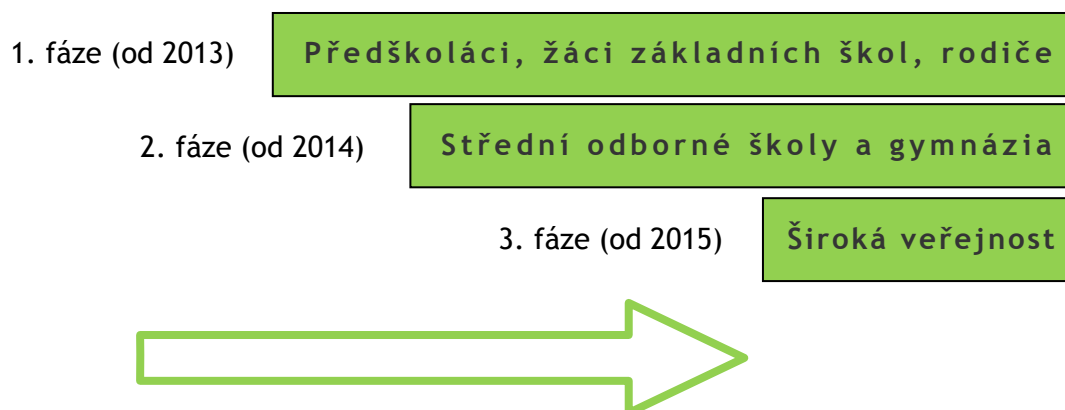 1. fáze (od 2013) Předškoláci, žáci základních škol, rodiče
2. fáze (od 2014) Střední odborné školy a gymnázia
3. fáze (od 2015) Široká veřejnost